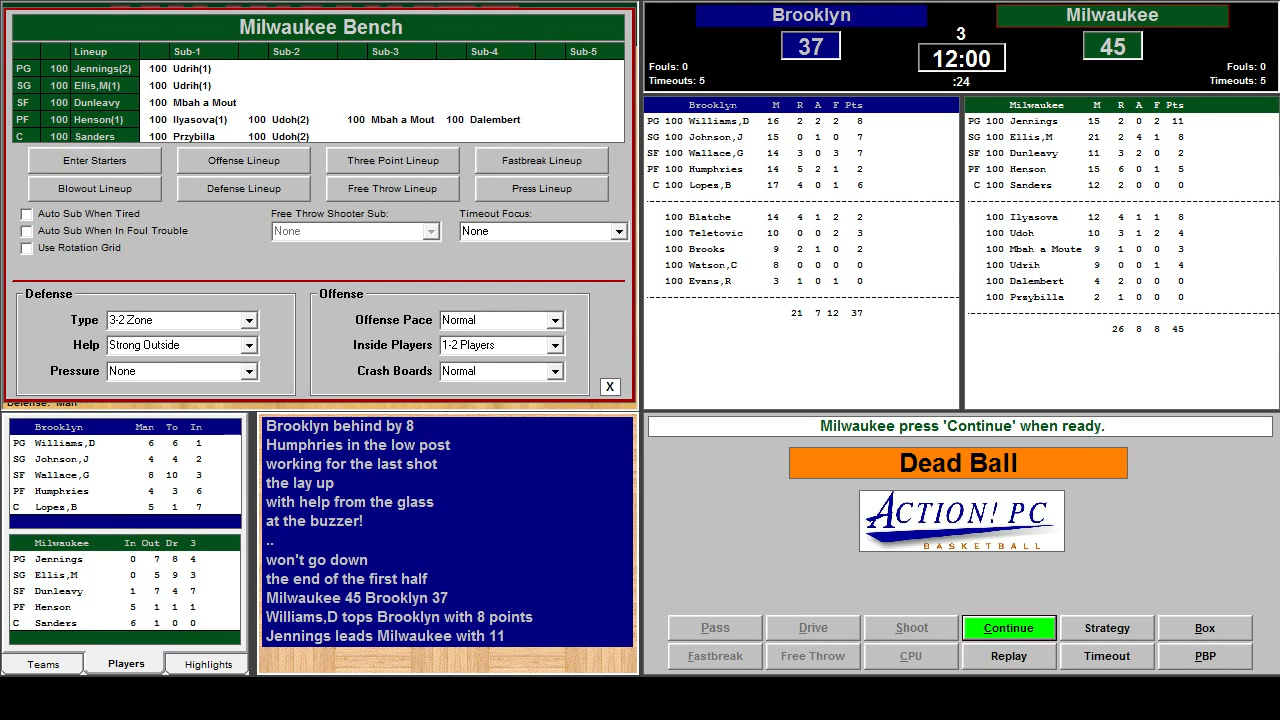 Milwaukee Bench
Lineup Sub-1 Sub-2 Sub-3 Sub-4 Sub-5
PG 100 Jennings(2) 100 Udrih(1)
SG 100 Ellis,M(1) 100 Udrih(1)
SF 100 Dunleavy 100 Mbah a Mout
PF 100 Henson(1) 100 Ilyasova(1) 100 Udoh(2) 100 Mbah a Mout 100 Dalembert
C 100 Sanders 100 Przybilla 100 Udoh(2)
Enter Starters Offense Lineup Three Point Lineup Fastbreak Lineup
Blowout Lineup Defense Lineup Free Throw Lineup Press Lineup
Auto Sub When Tired Free Throw Shooter Sub: Timeout Focus:
Auto Sub When In Foul Trouble None None
Use Rotation Grid
Defense Offense
Type 3-2 Zone Offense Pace Normal
Help Strong Outside Inside Players 1-2 Players
Pressure None Crash Boards Normal
X
Defense: Man
Brooklyn Milwaukee
37 3 45
12:00
Fouls: 0 Fouls: 0
Timeouts: 5 :24 Timeouts: 5
Brooklyn M R A F Pts
PG 100 Williams,D 16 2 2 2 8
SG 100 Johnson,J 15 0 1 0 7
SF 100 Wallace,G 14 3 0 3 7
PF 100 Humphries 14 5 2 1 2
C 100 Lopez,B 17 4 0 1 6
100 Blatche 14 4 1 2 2
100 Teletovic 10 0 0 2 3
100 Brooks 9 2 1 0 2
100 Watson,C 8 0 0 0 0
100 Evans,R 3 1 0 1 0
21 7 12 37
Milwaukee M R A F Pts
PG 100 Jennings 15 2 0 2 11
SG 100 Ellis,M 21 2 4 1 8
SF 100 Dunleavy 11 3 2 0 2
PF 100 Henson 15 6 0 1 5
C 100 Sanders 12 2 0 0 0
100 Ilyasova 12 4 1 1 8
100 Udoh 10 3 1 2 4
100 Mbah a Moute 9 1 0 0 3
100 Udrih 9 0 0 1 4
100 Dalembert 4 2 0 0 0
100 Przybilla 2 1 0 0 0
26 8 8 45
Brooklyn Man To In
PG Williams,D 6 6 1
SG Johnson,J 4 4 2
SF Wallace,G 8 10 3
PF Humphries 4 3 6
C Lopez,B 5 1 7
Milwaukee In Out Dr 3
PG Jennings 0 7 8 4
SG Ellis,M 0 5 9 3
SF Dunleavy 1 7 4 7
PF Henson 5 1 1 1
C Sanders 6 1 0 0
Teams Players Highlights
Brooklyn behind by 8
Humphries in the low post
working for the last shot
the lay up
with help from the glass
at the buzzer!
..
won't go down
the end of the first half
Milwaukee 45 Brooklyn 37
Williams,D tops Brooklyn with 8 points
Jennings leads Milwaukee with 11
Milwaukee press 'Continue' when ready.
Dead Ball
ACTION! PC
BASKETBALL
Pass Drive Shoot Continue Strategy Box
Fastbreak Free Throw CPU Replay Timeout PBP